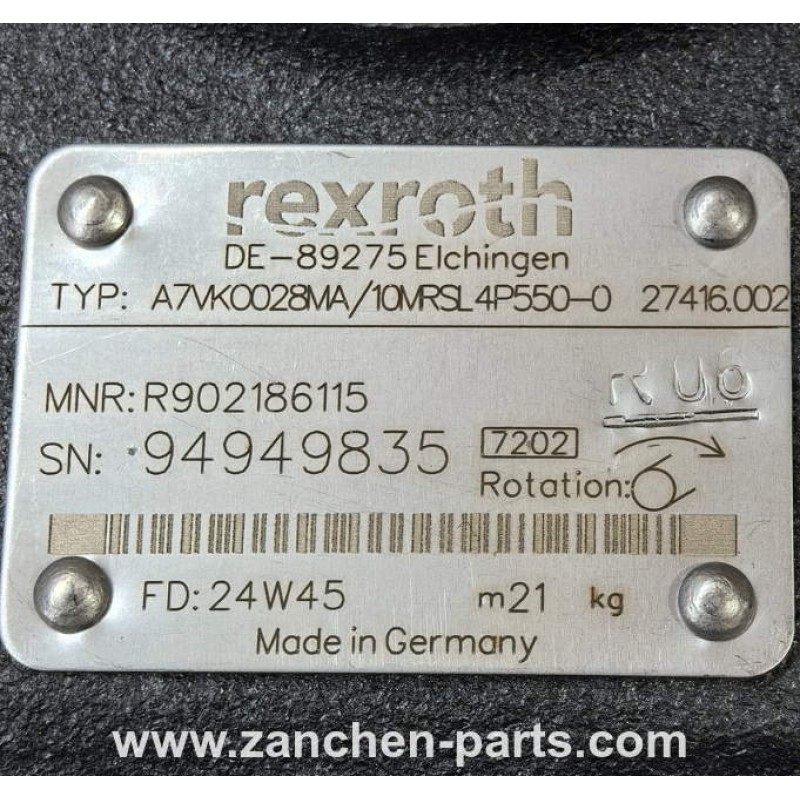 rexroth
DE-89275 Elchingen
TYP: A7VK0028MA/10MRSL4P550-0 27416.002
MNR: R902186115
SN: 94949835 7202
Rotation:
FD: 24W45 m21 kg
Made in Germany
www.zanchen-parts.com